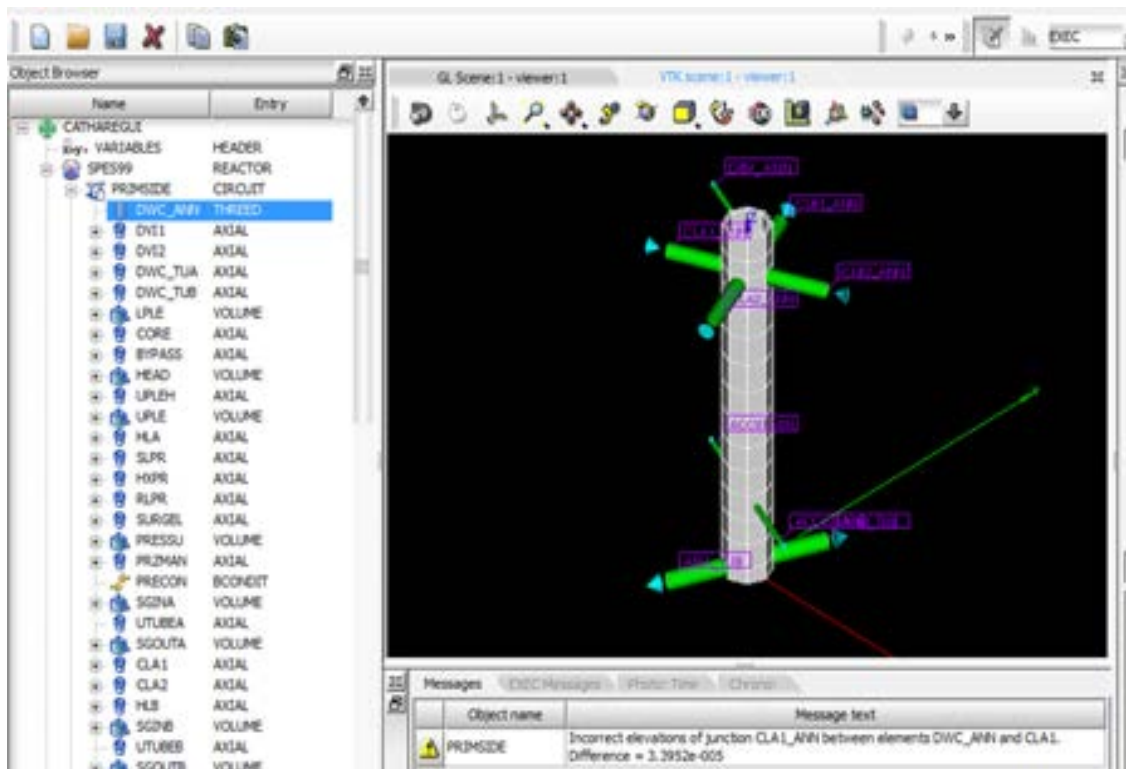 EXEC
Object Browser
Name Entry
CATHAREGUI
VARIABLES HEADER
SPES99 REACTOR
PRIMSIDE CIRCUIT
DWC_ANN THREED
DVI1 AXIAL
DVI2 AXIAL
DWC_TUA AXIAL
DWC_TUB AXIAL
LPLE VOLUME
CORE AXIAL
BYPASS AXIAL
HEAD VOLUME
UPLEH AXIAL
UPLE VOLUME
HLA AXIAL
SLPR AXIAL
HXPR AXIAL
RLPR AXIAL
SURGEL AXIAL
PRESSU VOLUME
PRZMAN AXIAL
PRECON BCONDIT
SGINA VOLUME
UTUBEA AXIAL
SGOUTA VOLUME
CLA1 AXIAL
CLA2 AXIAL
HLB AXIAL
SGINB VOLUME
UTUBEB AXIAL
SGOUTB VOLUME
GL Scene:1 - viewer:1 VTK scene:1 - viewer:1
Messages EXEC Messages Photo: Time Chrono:
Object name Message text
PRIMSIDE Incorrect elevations of junction CLA1_ANN between elements DWC_ANN and CLA1.
Difference = 3.3952e-005